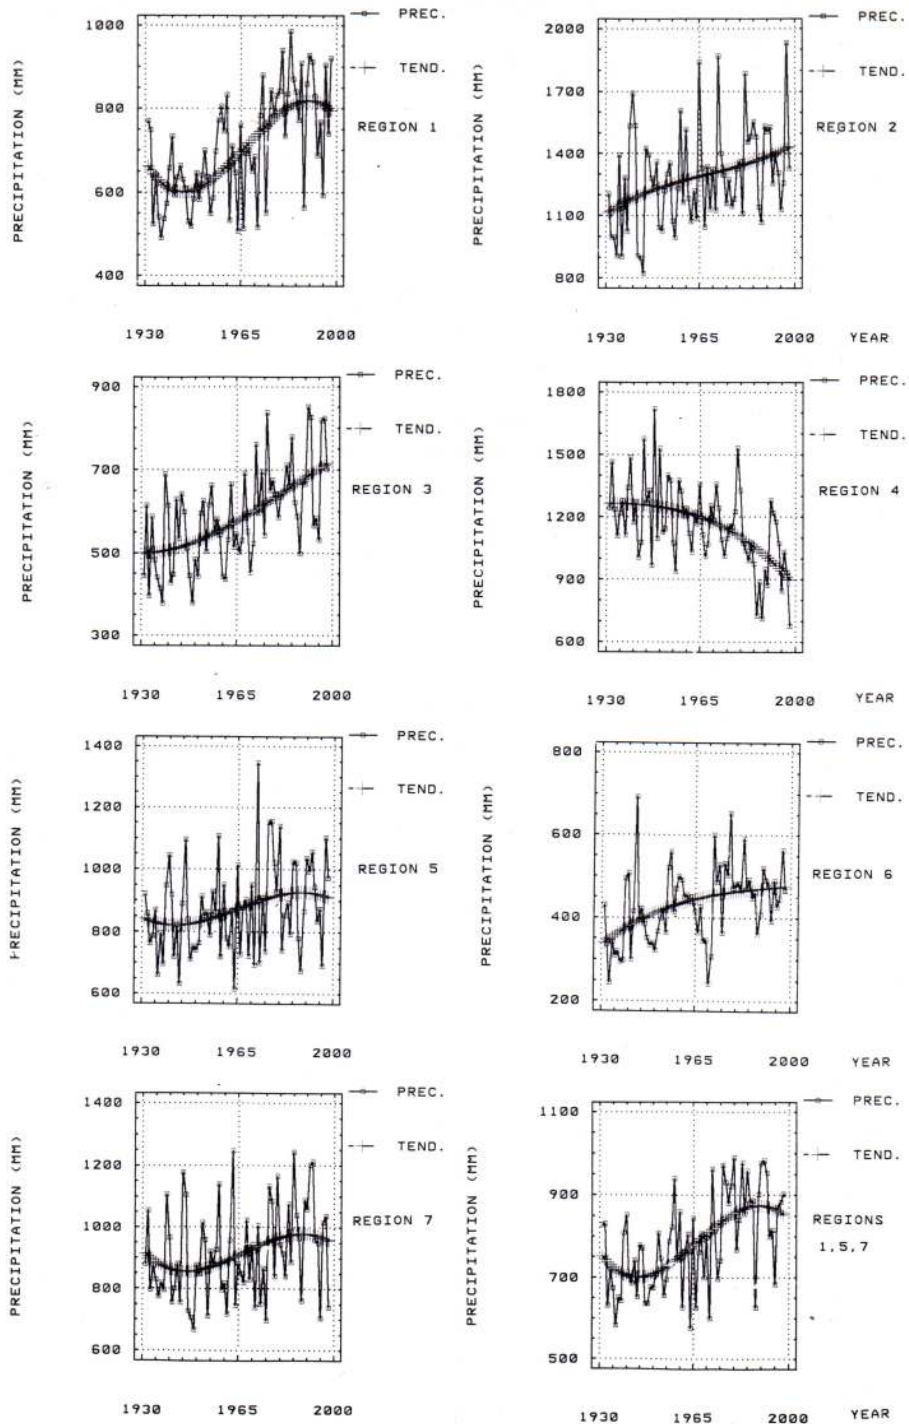 PRECIPITATION (MM)
1000
800
600
400
1930 1965 2000
PREC.
TEND.
REGION 1
PRECIPITATION (MM)
2000
1700
1400
1100
800
1930 1965 2000 YEAR
PREC.
TEND.
REGION 2
PRECIPITATION (MM)
900
700
500
300
1930 1965 2000
PREC.
TEND.
REGION 3
PRECIPITATION (MM)
1800
1500
1200
900
600
1930 1965 2000 YEAR
PREC.
TEND.
REGION 4
PRECIPITATION (MM)
1400
1200
1000
800
600
1930 1965 2000
PREC.
TEND.
REGION 5
PRECIPITATION (MM)
800
600
400
200
1930 1965 2000 YEAR
PREC.
TEND.
REGION 6
PRECIPITATION (MM)
1400
1200
1000
800
600
1930 1965 2000
PREC.
TEND.
REGION 7
PRECIPITATION (MM)
1100
900
700
500
1930 1965 2000 YEAR
PREC.
TEND.
REGIONS
1,5,7